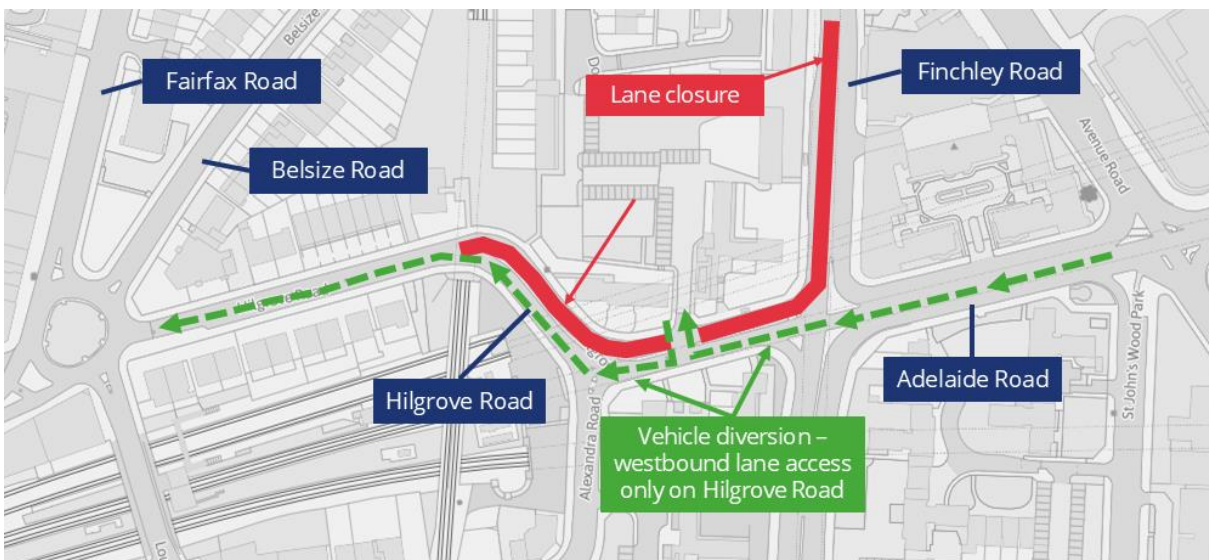 Fairfax Road
Belsize
Belsize Road
Lane closure
Finchley Road
Avenue Road
Hilgrove Road
Hilgrove Road
Alexandra Road
Adelaide Road
St John's Wood Park
Vehicle diversion –
westbound lane access
only on Hilgrove Road